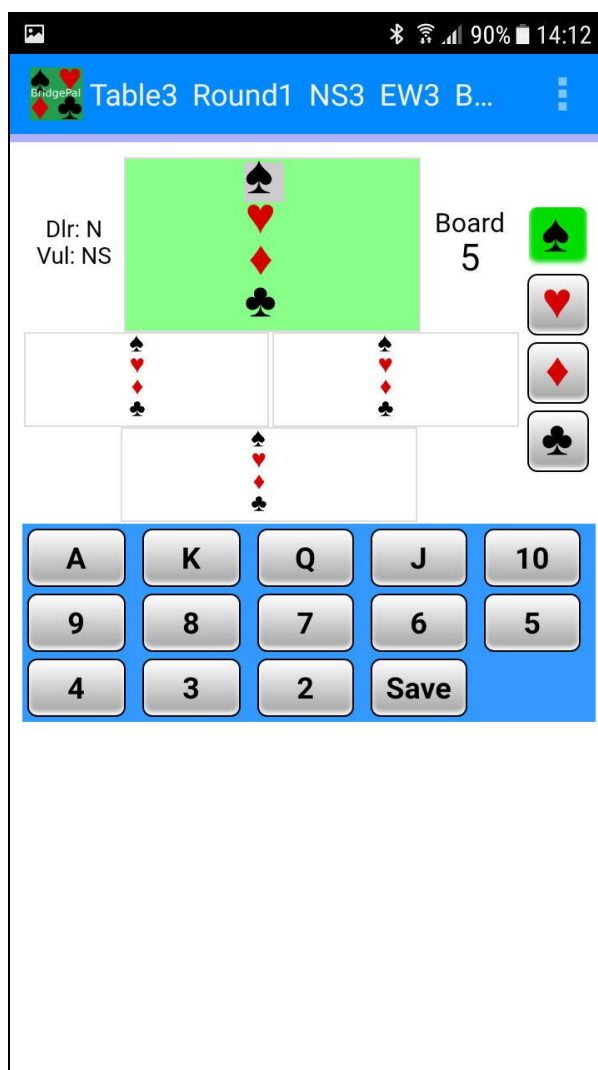 90% 14:12
BridgePal Table3 Round1 NS3 EW3 B...
♠
Dlr: N ♥ Board
Vul: NS ♦ 5 ♠
♣ ♥
♠ ♠
♥ ♥
♦ ♦ ♦
♣ ♣
♠ ♣
♥
♦
♣
A K Q J 10
9 8 7 6 5
4 3 2 Save